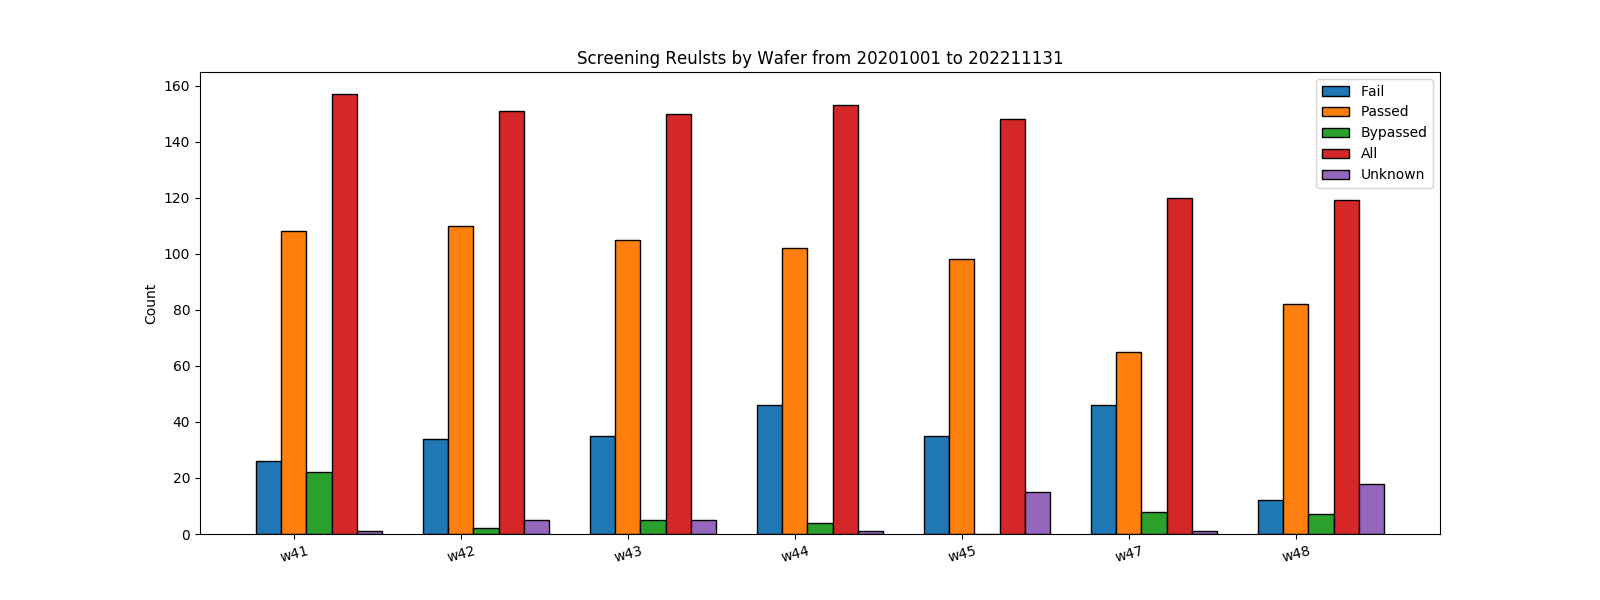 Screening Reulsts by Wafer from 20201001 to 202211131
160
140
120
100
80
60
40
20
0
Count
Fail
Passed
Bypassed
All
Unknown
w41 w42 w43 w44 w45 w47 w48